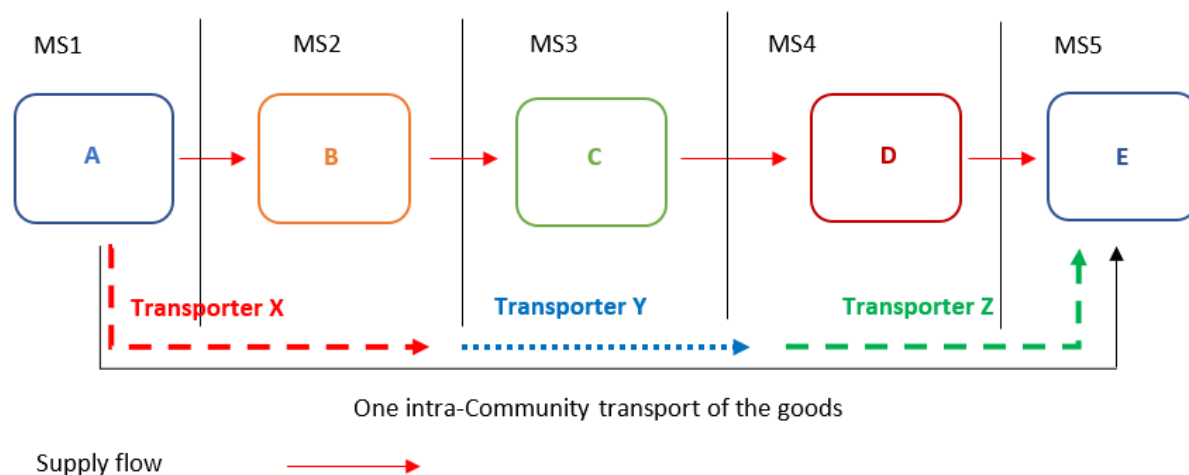 MS1 MS2 MS3 MS4 MS5
A B C D E
Transporter X Transporter Y Transporter Z
One intra-Community transport of the goods
Supply flow